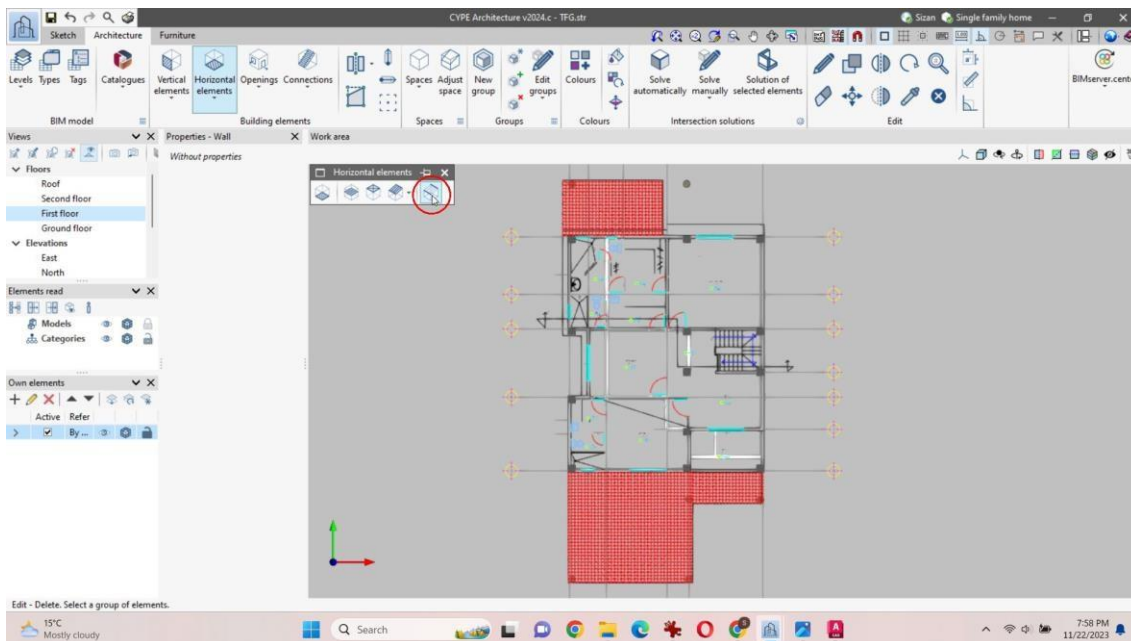 CYPE Architecture v2024.c - TFG.str
Sizan
Single family home
Sketch Architecture Furniture
Levels Types Tags
Catalogues
Vertical elements
Horizontal elements
Openings Connections
Spaces Adjust space
New group
Edit groups
Colours
Solve automatically
Solve manually
Solution of selected elements
BIMserver.cent
BIM model
Building elements
Spaces
Groups
Colours
Intersection solutions
Edit
Views
Properties - Wall
Work area
Without properties
Floors
Roof
Second floor
First floor
Ground floor
Elevations
East
North
Horizontal elements
Elements read
Models
Categories
Own elements
Active Refer
By ...
Edit - Delete. Select a group of elements.
15°C
Mostly cloudy
Search
7:58 PM
11/22/2023